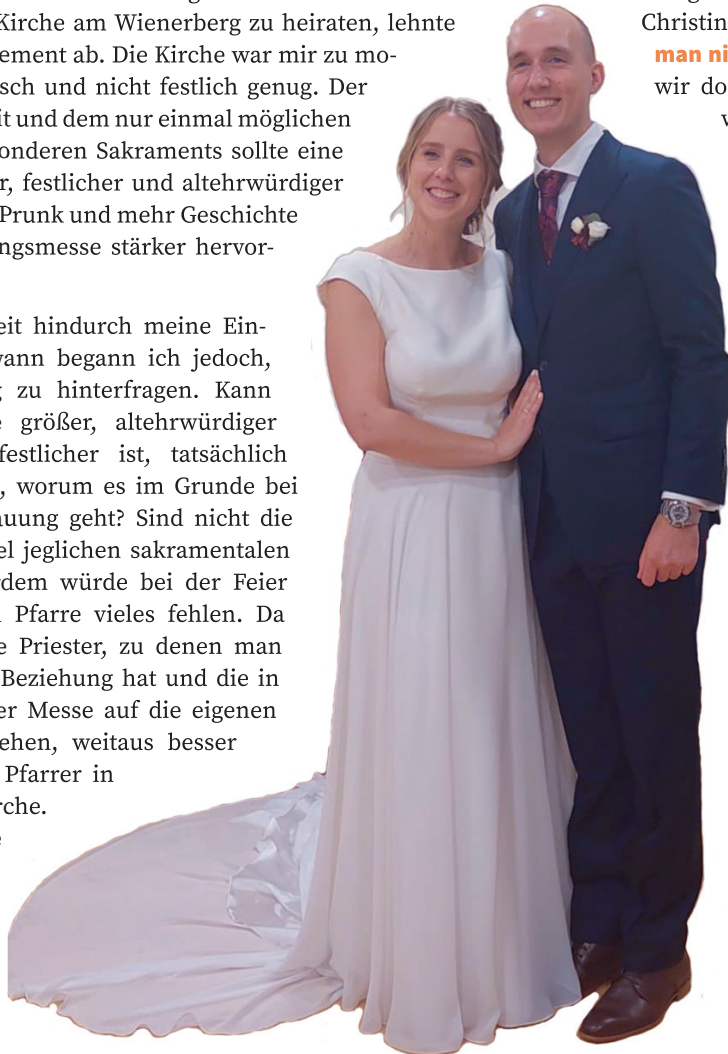 Kirche am Wienerberg zu heiraten, lehnte
ement ab. Die Kirche war mir zu mo-
sch und nicht festlich genug. Der
it und dem nur einmal möglichen
onderen Sakraments sollte eine
r, festlicher und altehrwürdiger
Prunk und mehr Geschichte
ngsmesse stärker hervor-
eit hindurch meine Ein-
wann begann ich jedoch,
g zu hinterfragen. Kann
e größer, altehrwürdiger
festlicher ist, tatsächlich
, worum es im Grunde bei
auung geht? Sind nicht die
el jeglichen sakramentalen
rdem würde bei der Feier
n Pfarre vieles fehlen. Da
e Priester, zu denen man
Beziehung hat und die in
er Messe auf die eigenen
ehen, weitaus besser
Pfarrer in
rche.
e
Christin
man ni
wir do